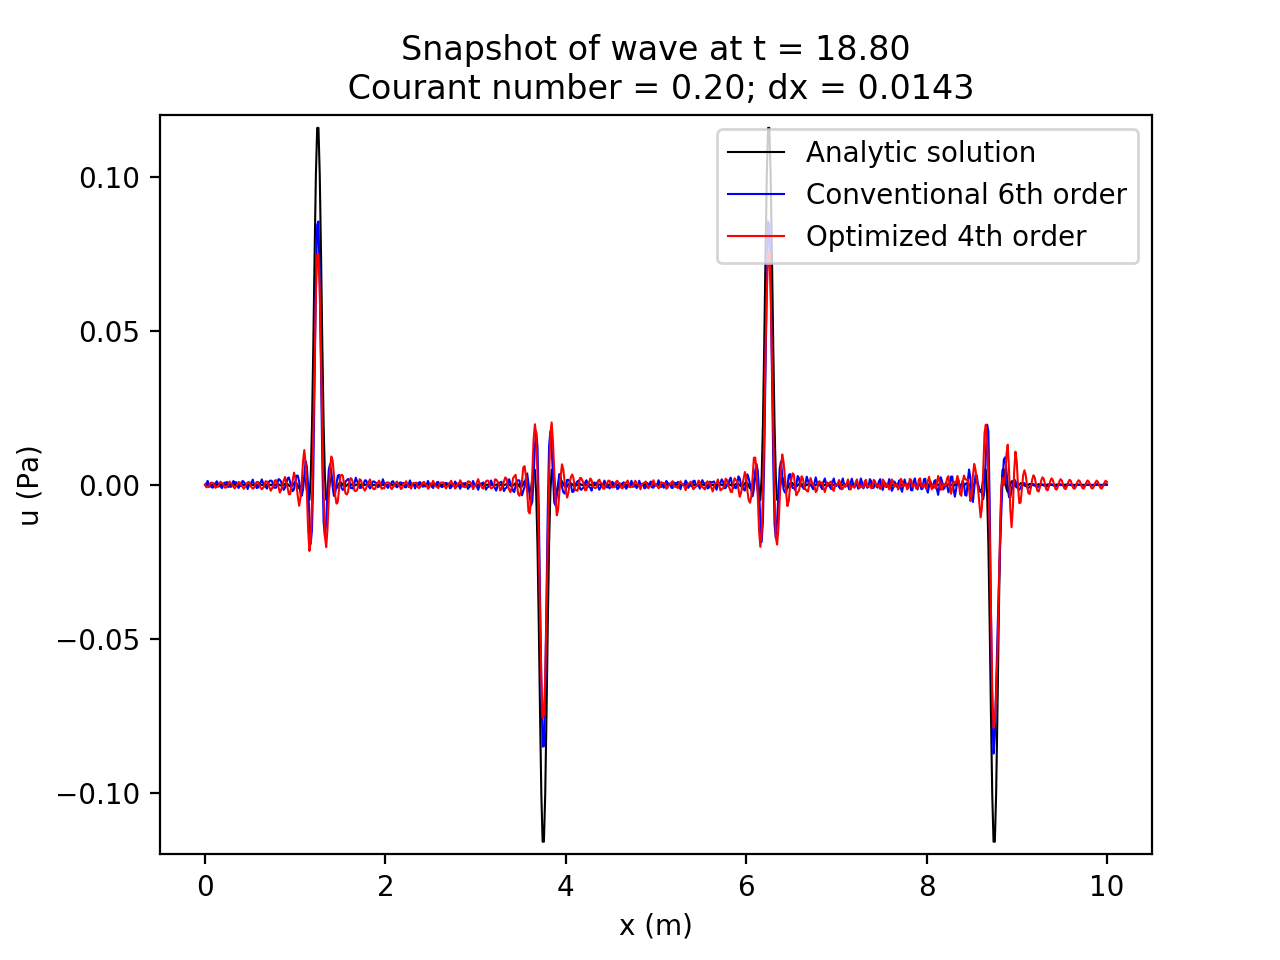 Snapshot of wave at t = 18.80
Courant number = 0.20; dx = 0.0143
Analytic solution
Conventional 6th order
Optimized 4th order
0.10
0.05
0.00
−0.05
−0.10
u (Pa)
0 2 4 6 8 10
x (m)